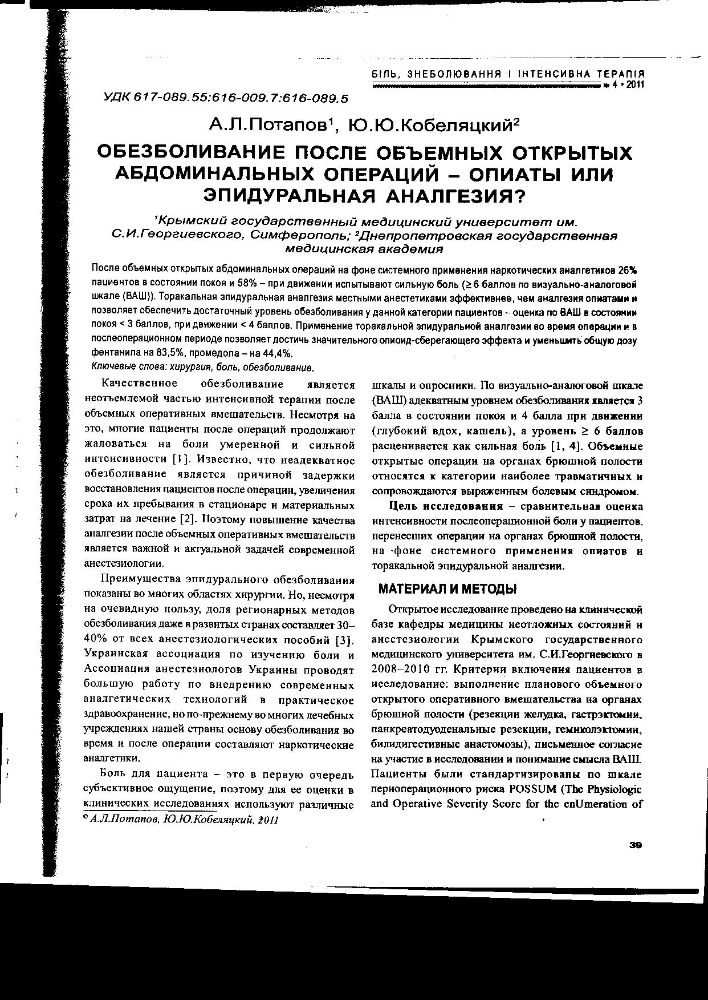 БІЛЬ, ЗНЕБОЛЮВАННЯ І ІНТЕНСИВНА ТЕРАПІЯ
№ 4 • 2011
УДК 617-089.55:616-009.7:616-089.5
А.Л.Потапов¹, Ю.Ю.Кобеляцкий²
ОБЕЗБОЛИВАНИЕ ПОСЛЕ ОБЪЕМНЫХ ОТКРЫТЫХ
АБДОМИНАЛЬНЫХ ОПЕРАЦИЙ – ОПИАТЫ ИЛИ
ЭПИДУРАЛЬНАЯ АНАЛГЕЗИЯ?
¹Крымский государственный медицинский университет им.
С.И.Георгиевского, Симферополь; ²Днепропетровская государственная
медицинская академия
После объемных открытых абдоминальных операций на фоне системного применения наркотических аналгетиков 26%
пациентов в состоянии покоя и 58% – при движении испытывают сильную боль (≥ 6 баллов по визуально-аналоговой
шкале (ВАШ)). Торакальная эпидуральная аналгезия местными анестетиками эффективнее, чем аналгезия опиатами и
позволяет обеспечить достаточный уровень обезболивания у данной категории пациентов – оценка по ВАШ в состоянии
покоя < 3 баллов, при движении < 4 баллов. Применение торакальной эпидуральной аналгезии во время операции и в
послеоперационном периоде позволяет достичь значительного опиоид-сберегающего эффекта и уменьшить общую дозу
фентанила на 83,5%, промедола – на 44,4%.
Ключевые слова: хирургия, боль, обезболивание.
Качественное обезболивание является
неотъемлемой частью интенсивной терапии после
объемных оперативных вмешательств. Несмотря на
это, многие пациенты после операций продолжают
жаловаться на боли умеренной и сильной
интенсивности [1]. Известно, что неадекватное
обезболивание является причиной задержки
восстановления пациентов после операции, увеличения
срока их пребывания в стационаре и материальных
затрат на лечение [2]. Поэтому повышение качества
аналгезии после объемных оперативных вмешательств
является важной и актуальной задачей современной
анестезиологии.
Преимущества эпидурального обезболивания
показаны во многих областях хирургии. Но, несмотря
на очевидную пользу, доля регионарных методов
обезболивания даже в развитых странах составляет 30–
40% от всех анестезиологических пособий [3].
Украинская ассоциация по изучению боли и
Ассоциация анестезиологов Украины проводят
большую работу по внедрению современных
аналгетических технологий в практическое
здравоохранение, но по-прежнему во многих лечебных
учреждениях нашей страны основу обезболивания во
время и после операции составляют наркотические
аналгетики.
Боль для пациента – это в первую очередь
субъективное ощущение, поэтому для ее оценки в
клинических исследованиях используют различные
© А.Л.Потапов, Ю.Ю.Кобеляцкий, 2011
шкалы и опросники. По визуально-аналоговой шкале
(ВАШ) адекватным уровнем обезболивания является 3
балла в состоянии покоя и 4 балла при движении
(глубокий вдох, кашель), а уровень ≥ 6 баллов
расценивается как сильная боль [1, 4]. Объемные
открытые операции на органах брюшной полости
относятся к категории наиболее травматичных и
сопровождаются выраженным болевым синдромом.
Цель исследования – сравнительная оценка
интенсивности послеоперационной боли у пациентов,
перенесших операции на органах брюшной полости,
на фоне системного применения опиатов и
торакальной эпидуральной аналгезии.
МАТЕРИАЛ И МЕТОДЫ
Открытое исследование проведено на клинической
базе кафедры медицины неотложных состояний и
анестезиологии Крымского государственного
медицинского университета им. С.И.Георгиевского в
2008–2010 гг. Критерии включения пациентов в
исследование: выполнение планового объемного
открытого оперативного вмешательства на органах
брюшной полости (резекции желудка, гастрэктомии,
панкреатодуоденальные резекции, гемиколэктомии,
билидигестивные анастомозы), письменное согласие
на участие в исследовании и понимание смысла ВАШ.
Пациенты были стандартизированы по шкале
периоперационного риска POSSUM (The Physiologic
and Operative Severity Score for the enUmeration of
39